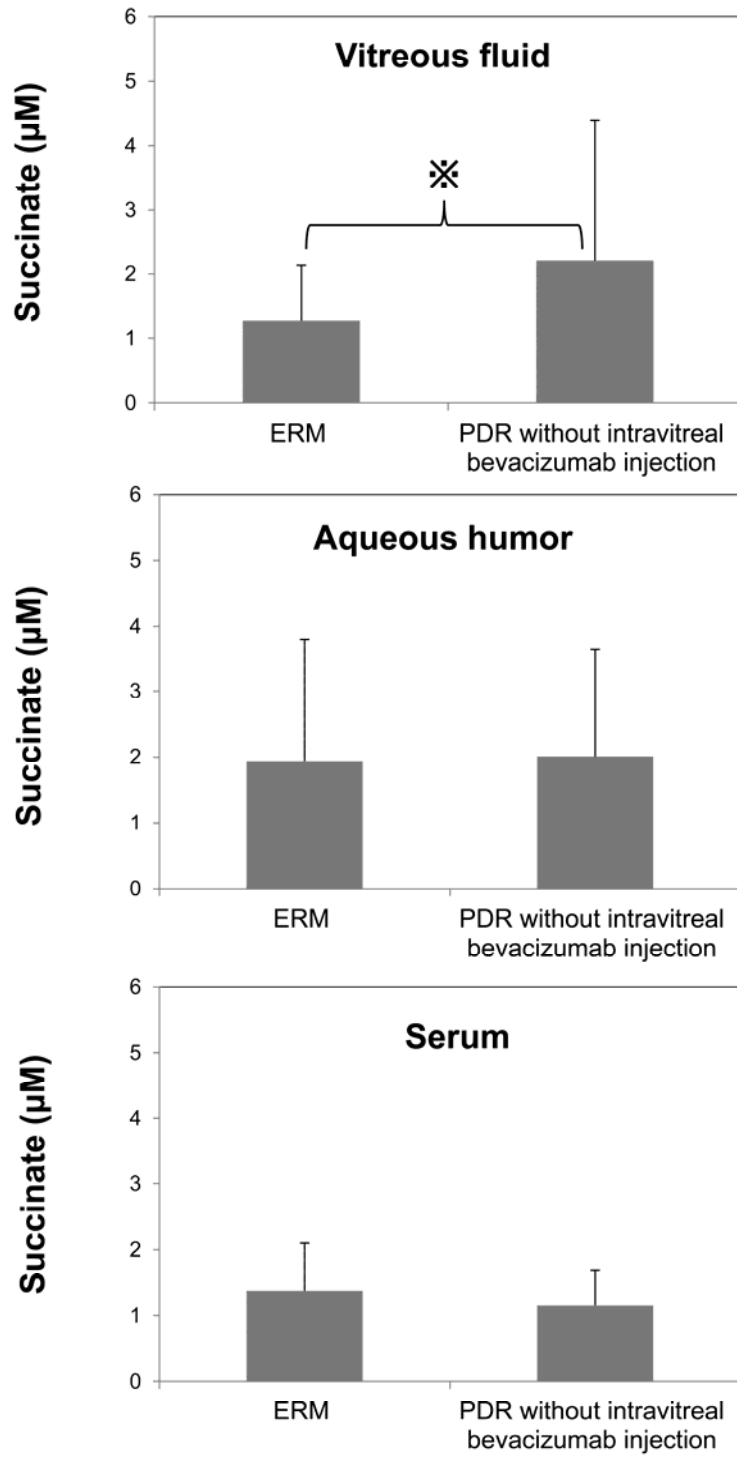 Vitreous fluid
Succinate (µM)
6
5
4
3
2
1
0
※
ERM
PDR without intravitreal
bevacizumab injection
Aqueous humor
Succinate (µM)
6
5
4
3
2
1
0
ERM
PDR without intravitreal
bevacizumab injection
Serum
Succinate (µM)
6
5
4
3
2
1
0
ERM
PDR without intravitreal
bevacizumab injection